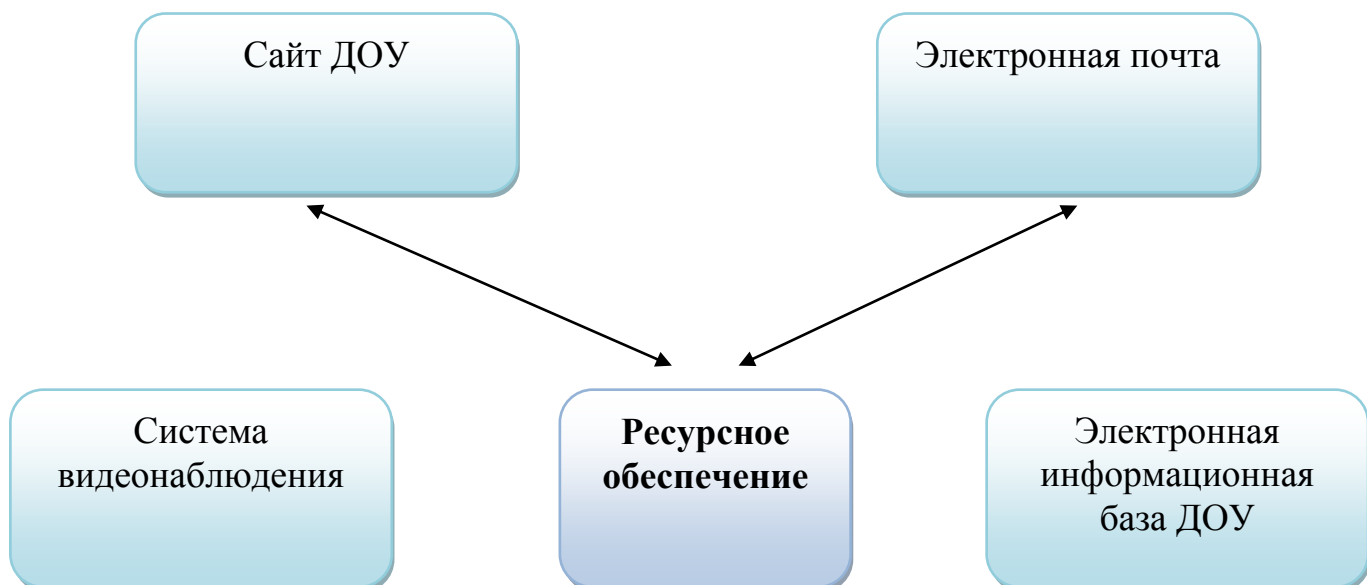 Сайт ДОУ
Электронная почта
Система
видеонаблюдения
Ресурсное
обеспечение
Электронная
информационная
база ДОУ